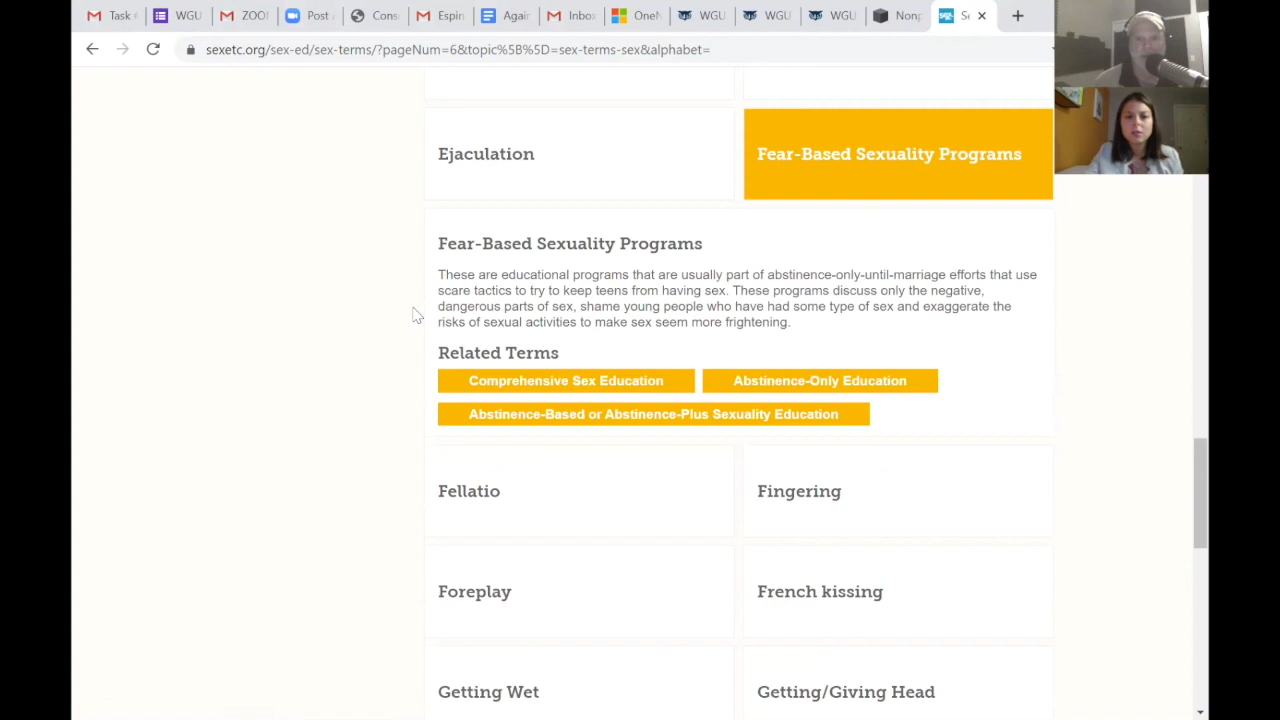 Task
WGU
ZOO
Post
Cons
Espin
Again
Inbox
One
WGU
WGU
WGU
Nonp
sexetc.org/sex-ed/sex-terms/?pageNum=6&topic%5B%5D=sex-terms-sex&alphabet=
Ejaculation
Fear-Based Sexuality Programs
Fear-Based Sexuality Programs
These are educational programs that are usually part of abstinence-only-until-marriage efforts that use
scare tactics to try to keep teens from having sex. These programs discuss only the negative,
dangerous parts of sex, shame young people who have had some type of sex and exaggerate the
risks of sexual activities to make sex seem more frightening.
Related Terms
Comprehensive Sex Education
Abstinence-Only Education
Abstinence-Based or Abstinence-Plus Sexuality Education
Fellatio
Fingering
Foreplay
French kissing
Getting Wet
Getting/Giving Head